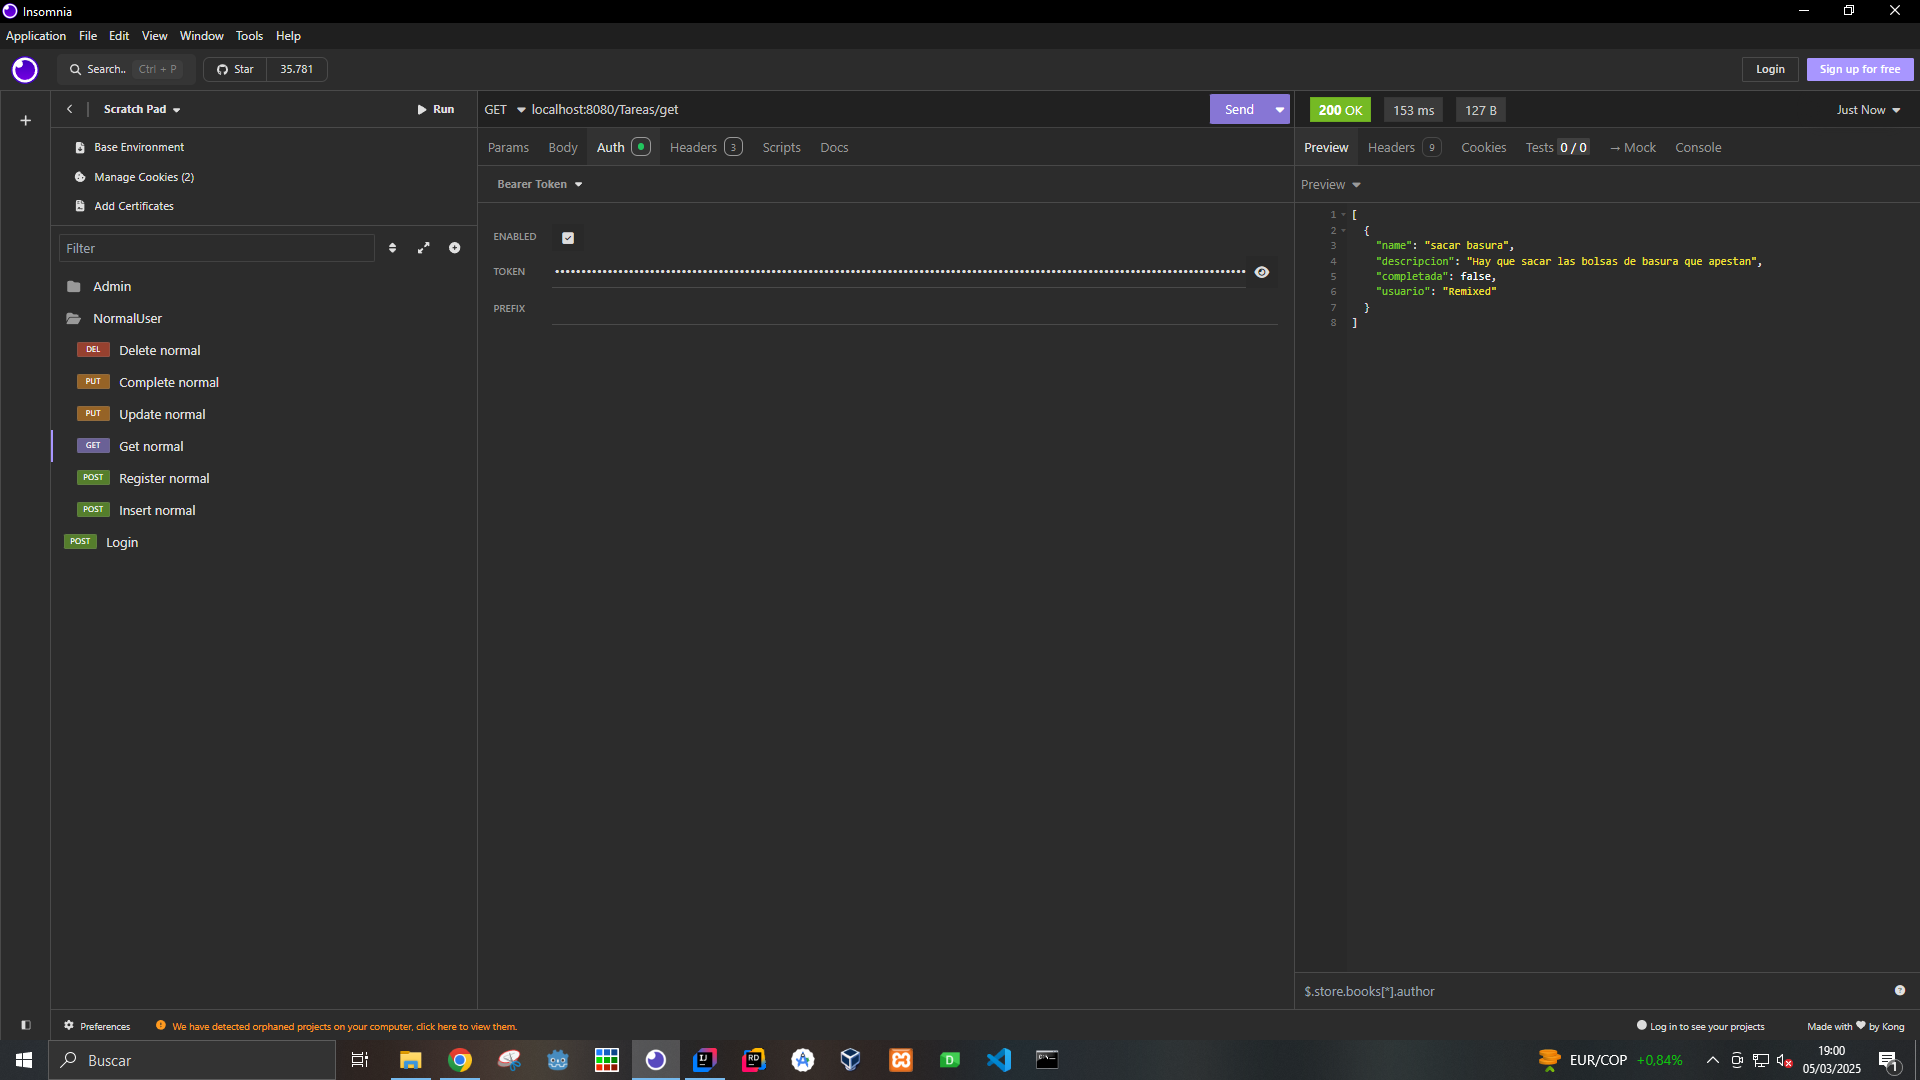 Insomnia
Application File Edit View Window Tools Help
Search.. Ctrl + P Star 35.781 Login Sign up for free
Scratch Pad Run
Base Environment
Manage Cookies (2)
Add Certificates
Filter
Admin
NormalUser
DEL Delete normal
PUT Complete normal
PUT Update normal
GET Get normal
POST Register normal
POST Insert normal
POST Login
GET localhost:8080/Tareas/get Send
Params Body Auth Headers 3 Scripts Docs
Bearer Token
ENABLED
TOKEN ••••••••••••••••••••••••••••••••••••••••••••••••••••••••••••••••••••••••••••••••••••••••••••••••••••••••••••••••••••••••
PREFIX
200 OK 153 ms 127 B Just Now
Preview Headers 9 Cookies Tests 0 / 0 → Mock Console
Preview
1 [
2 {
3 "name": "sacar basura",
4 "descripcion": "Hay que sacar las bolsas de basura que apestan",
5 "completada": false,
6 "usuario": "Remixed"
7 }
8 ]
$.store.books[*].author
Preferences We have detected orphaned projects on your computer, click here to view them. Log in to see your projects Made with ♥ by Kong
Buscar EUR/COP +0,84% 19:00
05/03/2025 1